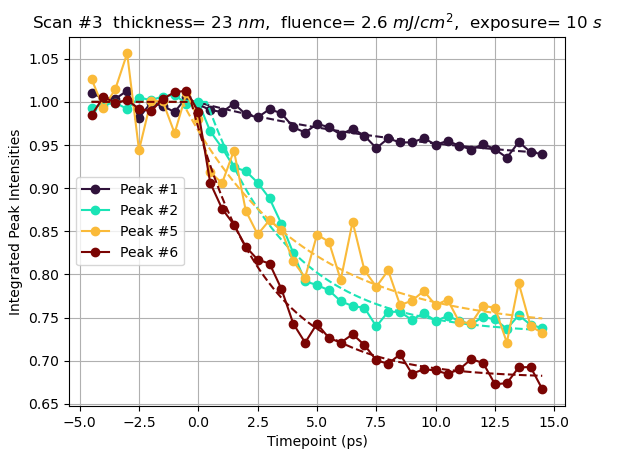 Scan #3 thickness= 23 nm, fluence= 2.6 mJ/cm², exposure= 10 s
1.05
1.00
0.95
0.90
0.85
0.80
0.75
0.70
0.65
Integrated Peak Intensities
Peak #1
Peak #2
Peak #5
Peak #6
−5.0 −2.5 0.0 2.5 5.0 7.5 10.0 12.5 15.0
Timepoint (ps)